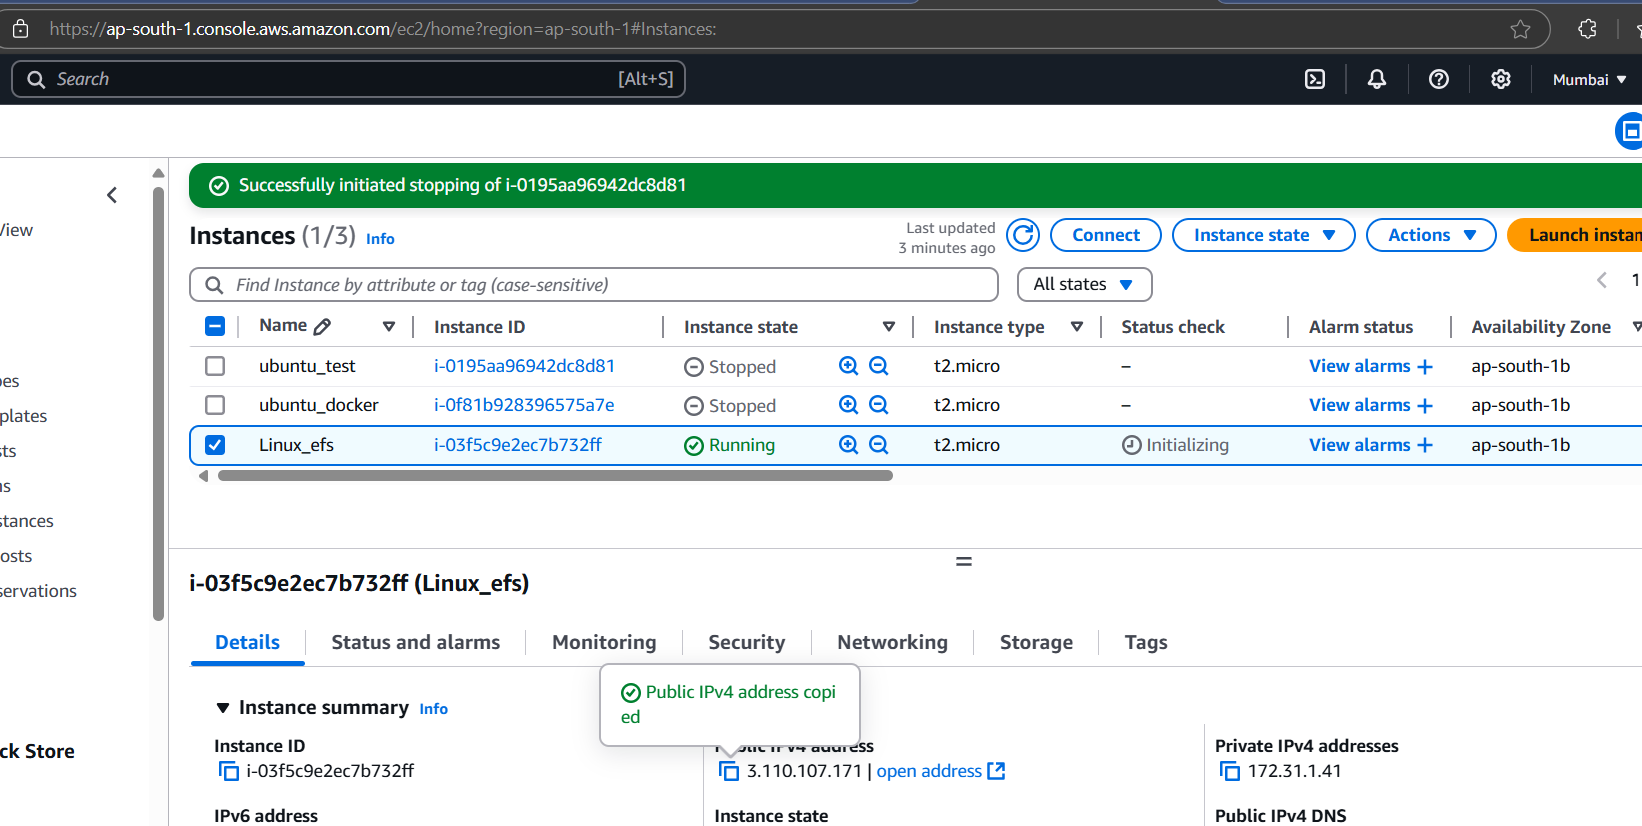 https://ap-south-1.console.aws.amazon.com/ec2/home?region=ap-south-1#Instances:
Search [Alt+S] Mumbai
Successfully initiated stopping of i-0195aa96942dc8d81
View
Instances (1/3) Info Last updated 3 minutes ago Connect Instance state Actions Launch instan
Find Instance by attribute or tag (case-sensitive) All states 1
Name Instance ID Instance state Instance type Status check Alarm status Availability Zone
ubuntu_test i-0195aa96942dc8d81 Stopped t2.micro – View alarms + ap-south-1b
ubuntu_docker i-0f81b928396575a7e Stopped t2.micro – View alarms + ap-south-1b
Linux_efs i-03f5c9e2ec7b732ff Running t2.micro Initializing View alarms + ap-south-1b
es
plates
ts
s
stances
osts
servations
ck Store
i-03f5c9e2ec7b732ff (Linux_efs)
Details Status and alarms Monitoring Security Networking Storage Tags
Public IPv4 address copi
ed
Instance summary Info
Instance ID Public IPv4 address Private IPv4 addresses
i-03f5c9e2ec7b732ff 3.110.107.171 | open address 172.31.1.41
IPv6 address Instance state Public IPv4 DNS